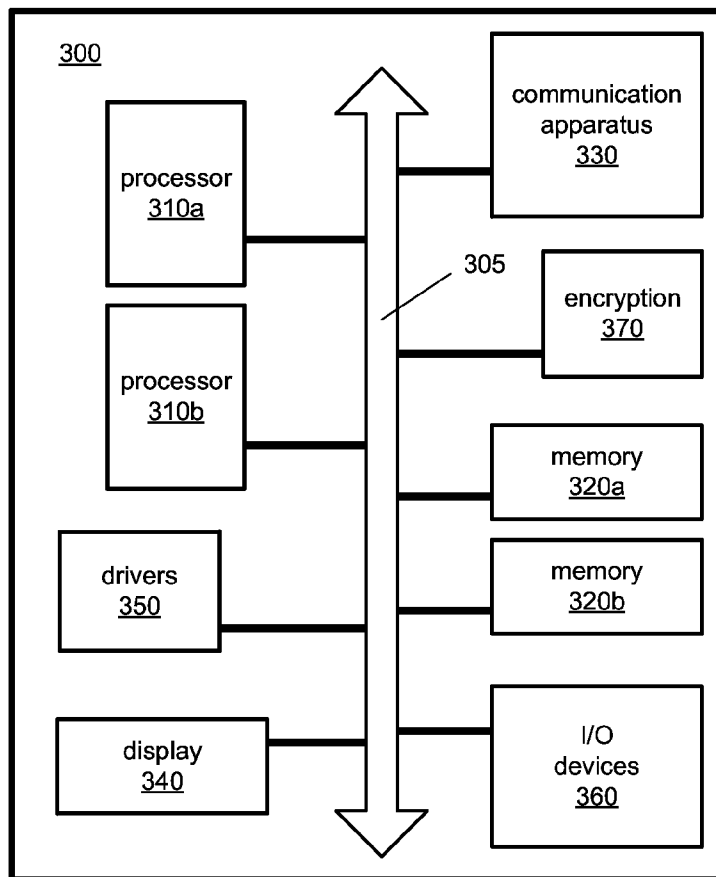 300
communication
apparatus
330
processor
310a
305
encryption
370
processor
310b
memory
320a
drivers
350
memory
320b
display
340
I/O
devices
360